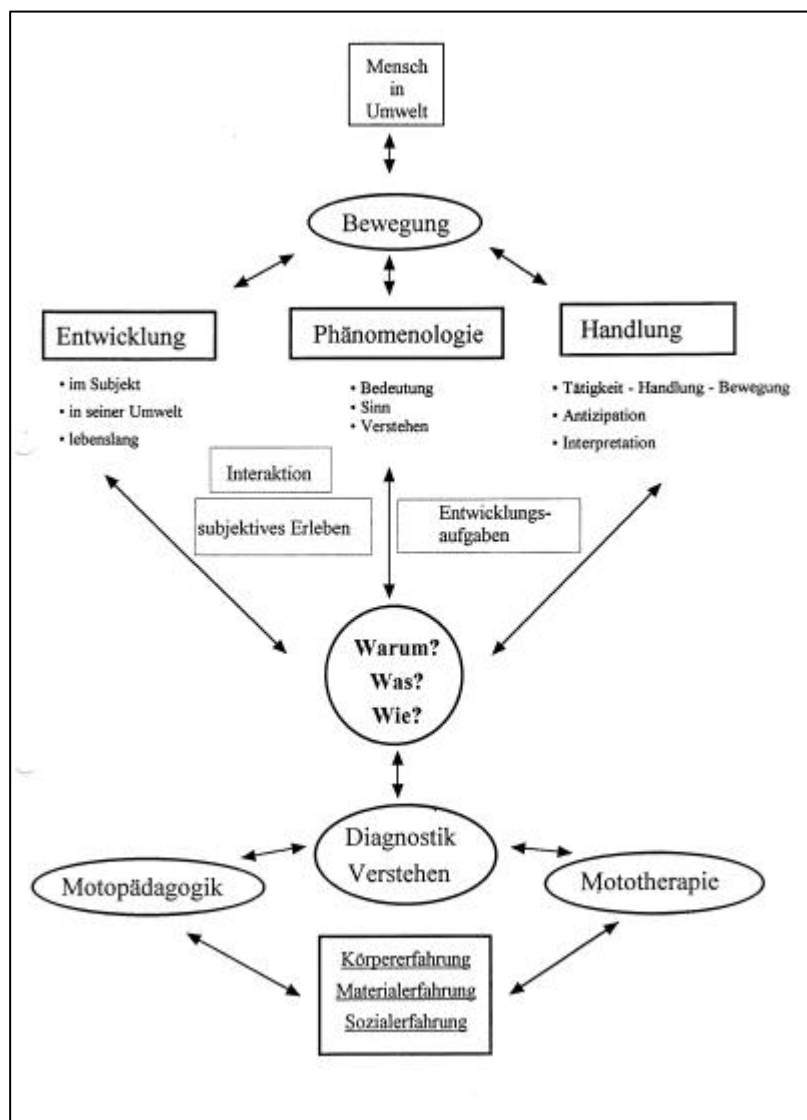 Mensch
in
Umwelt
Bewegung
Entwicklung
• im Subjekt
• in seiner Umwelt
• lebenslang
Phänomenologie
• Bedeutung
• Sinn
• Verstehen
Handlung
• Tätigkeit - Handlung - Bewegung
• Antizipation
• Interpretation
Interaktion
subjektives Erleben
Entwicklungs-
aufgaben
Warum?
Was?
Wie?
Diagnostik
Verstehen
Motopädagogik
Mototherapie
Körpererfahrung
Materialerfahrung
Sozialerfahrung